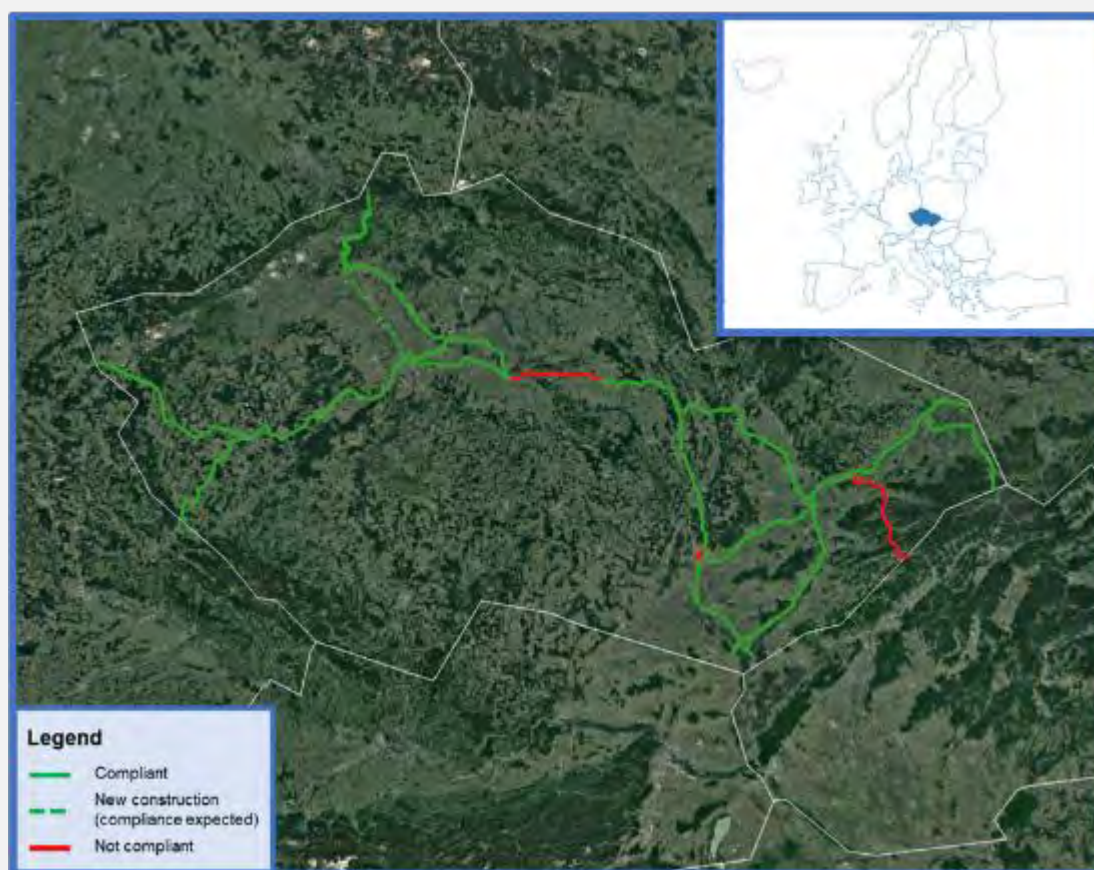 Legend
Compliant
New construction
(compliance expected)
Not compliant